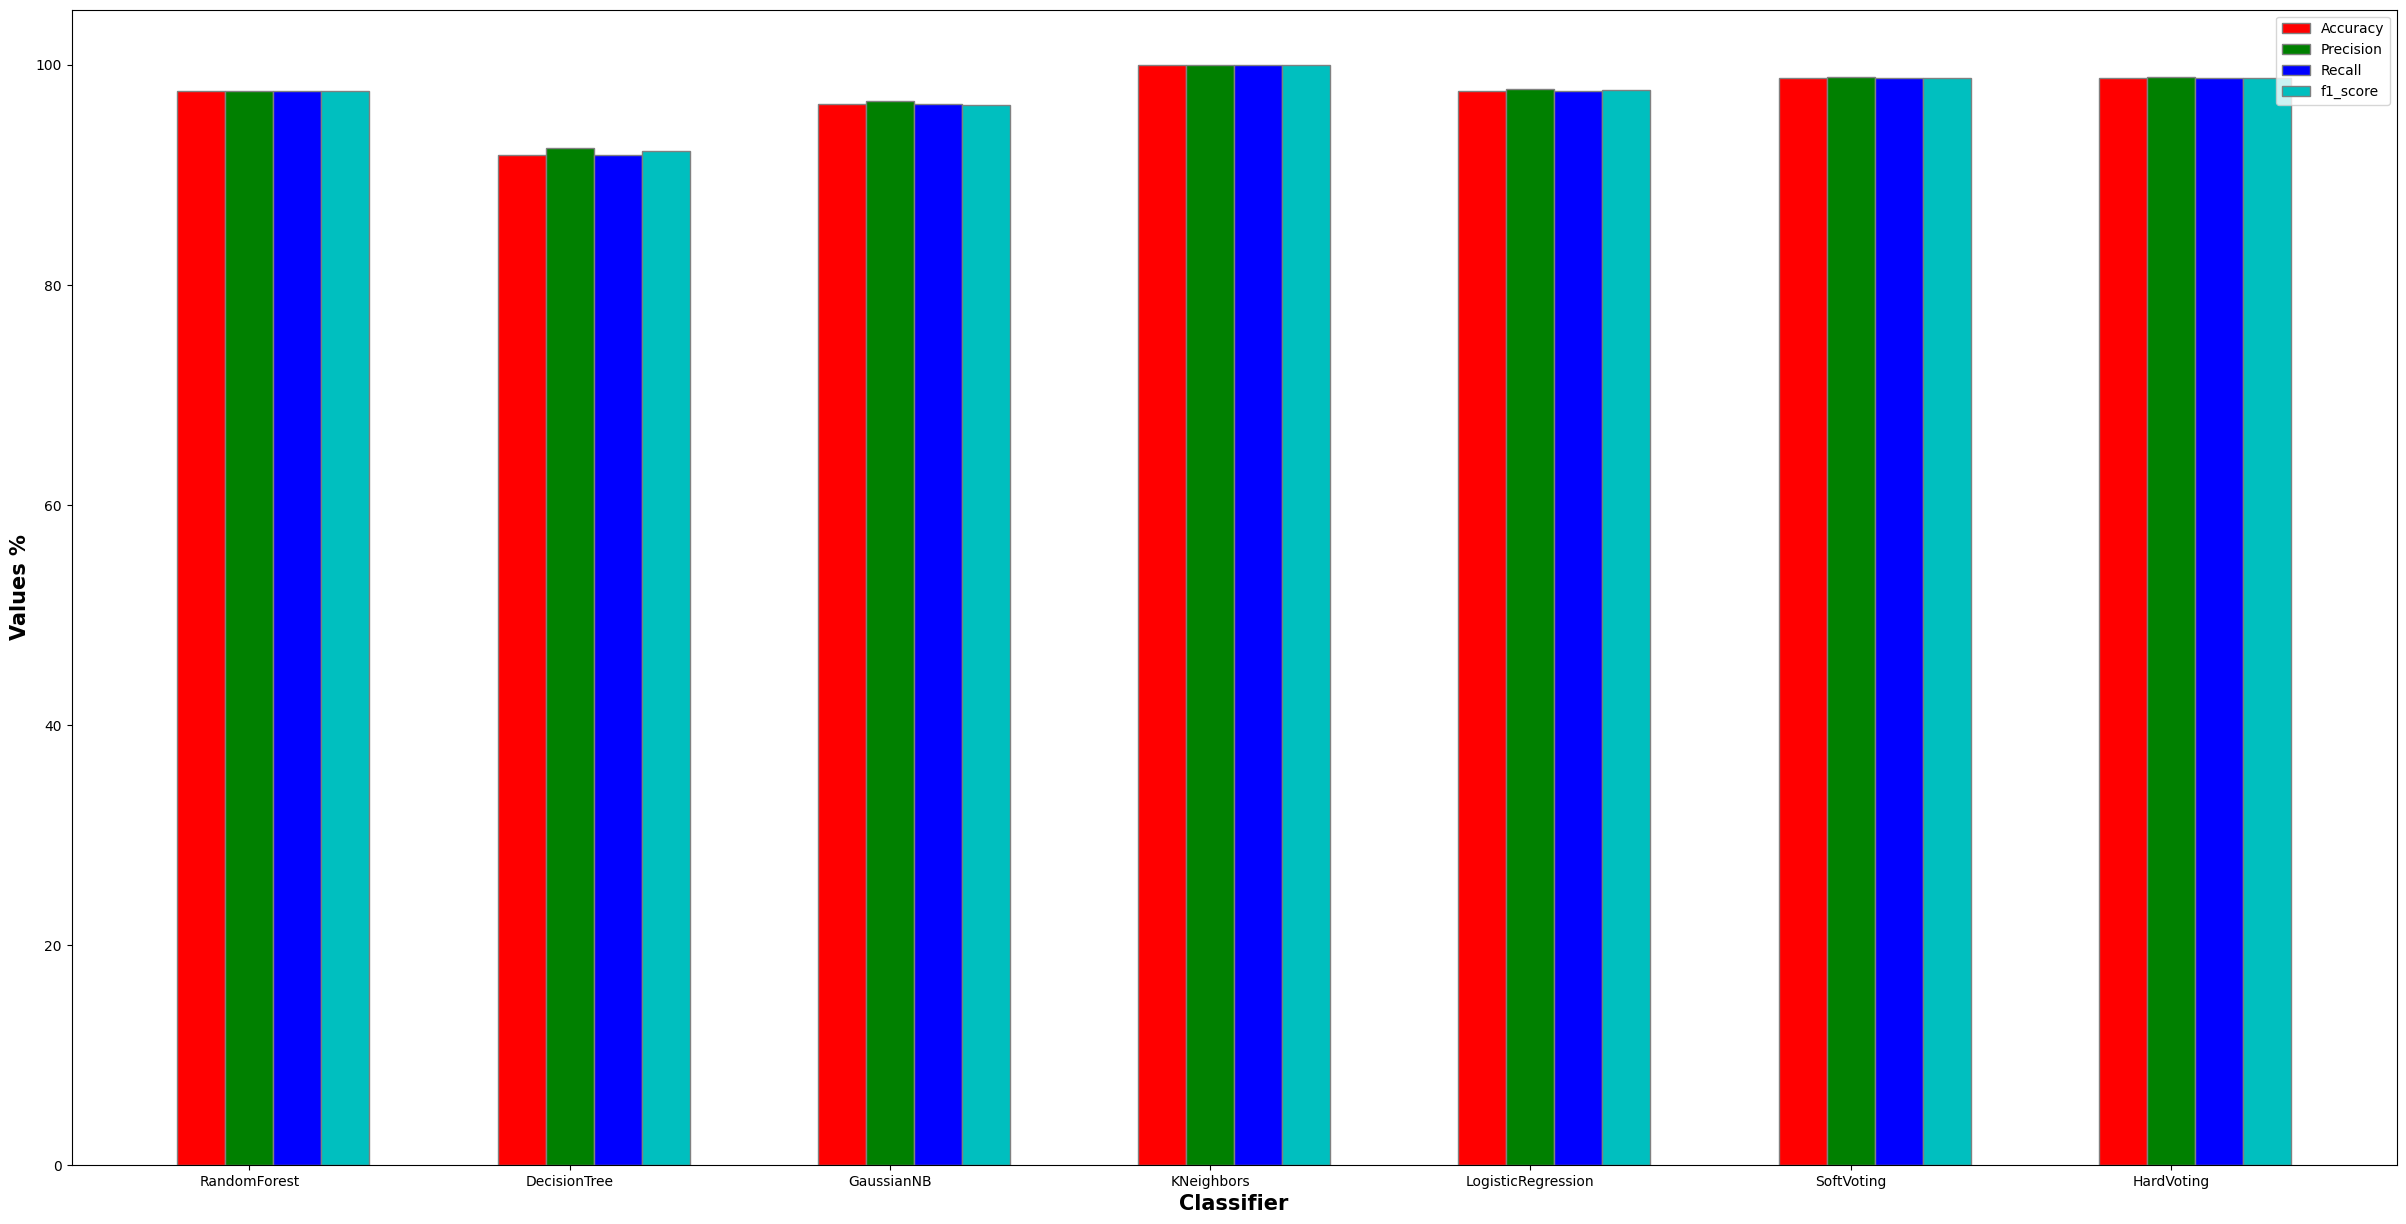 Accuracy
Precision
Recall
f1_score
100
80
60
40
20
0
Values %
RandomForest
DecisionTree
GaussianNB
KNeighbors
LogisticRegression
SoftVoting
HardVoting
Classifier